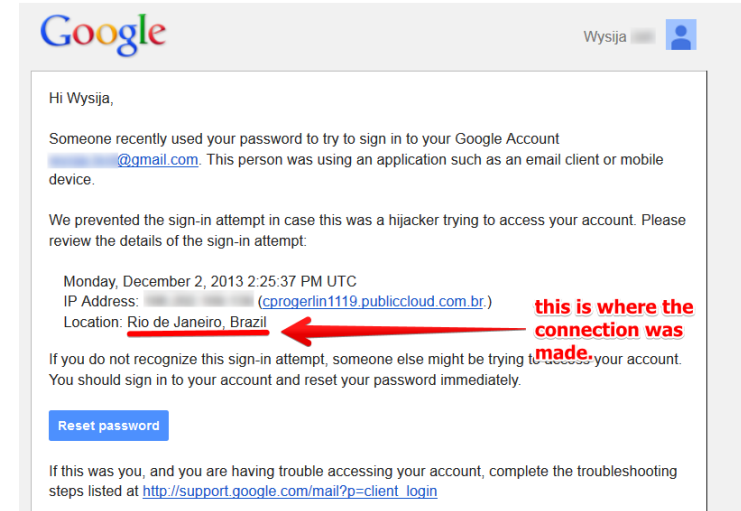 Google
Wysija
Hi Wysija,
Someone recently used your password to try to sign in to your Google Account
@gmail.com. This person was using an application such as an email client or mobile
device.
We prevented the sign-in attempt in case this was a hijacker trying to access your account. Please
review the details of the sign-in attempt:
Monday, December 2, 2013 2:25:37 PM UTC
IP Address: (cprogerlin1119.publiccloud.com.br.)
Location: Rio de Janeiro, Brazil
this is where the
connection was
made.
If you do not recognize this sign-in attempt, someone else might be trying to access your account.
You should sign in to your account and reset your password immediately.
Reset password
If this was you, and you are having trouble accessing your account, complete the troubleshooting
steps listed at http://support.google.com/mail?p=client_login